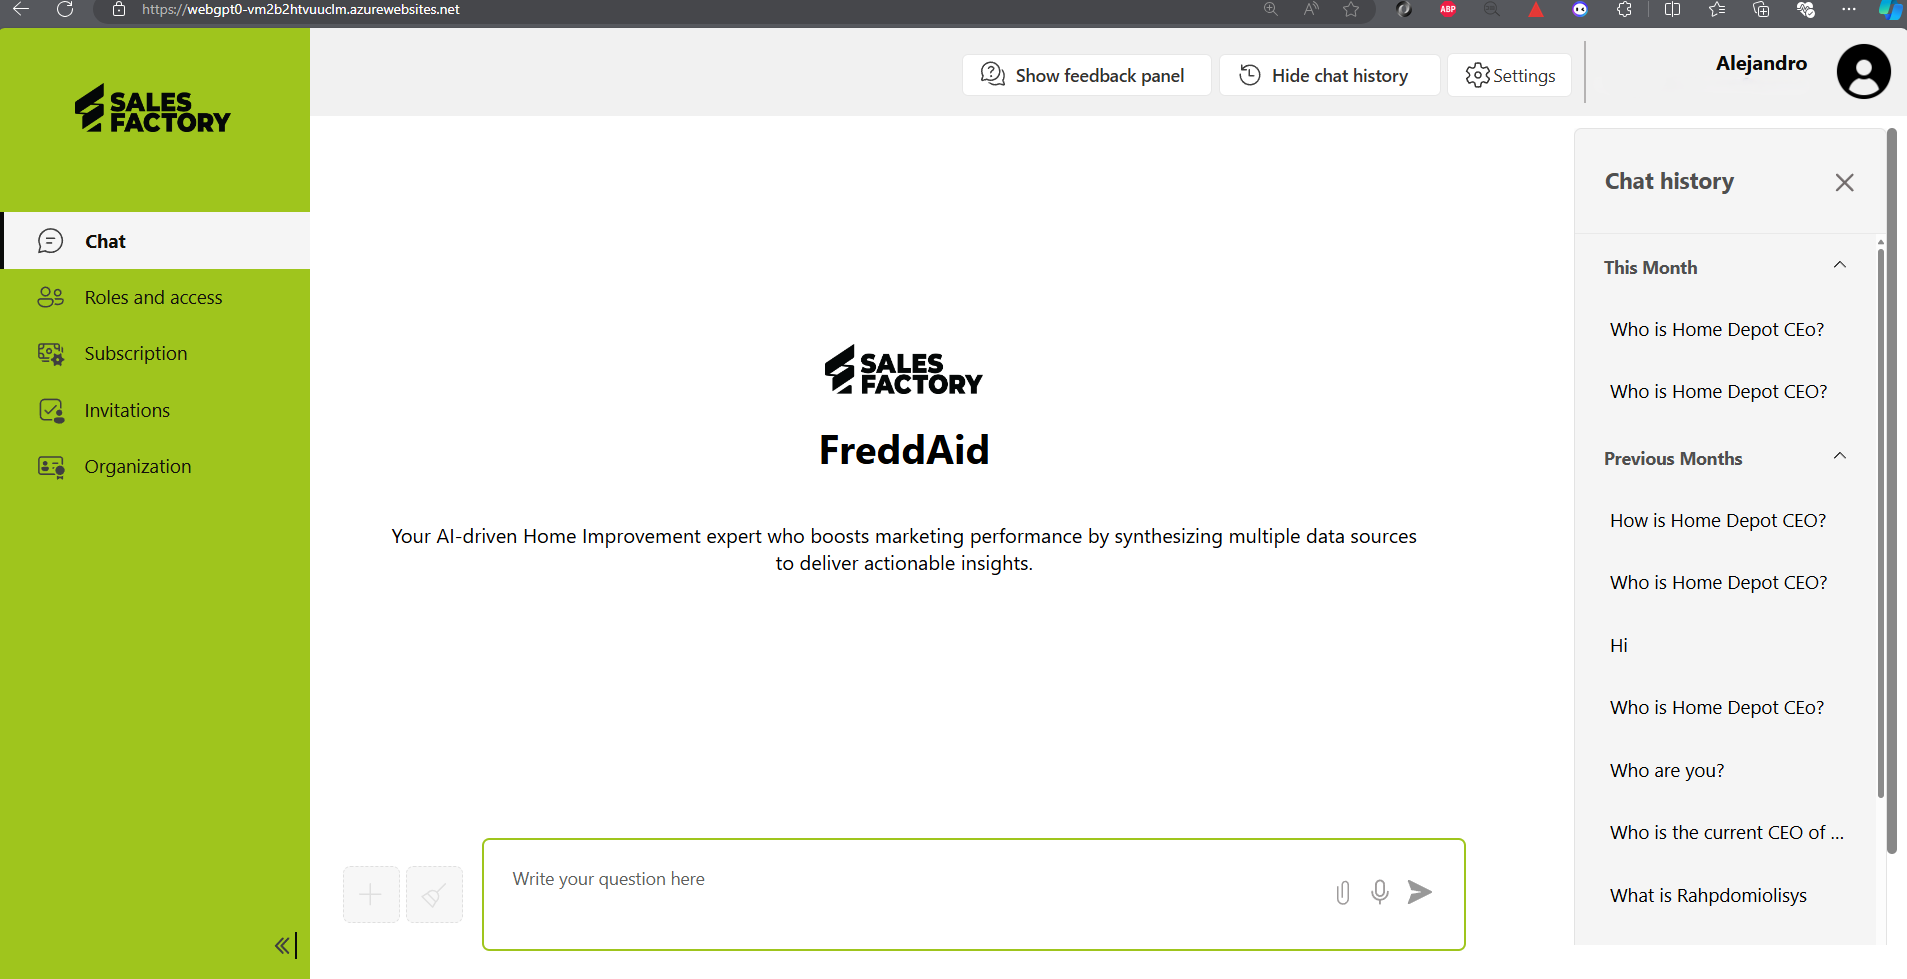 https://webgpt0-vm2b2htvuuclm.azurewebsites.net
ABP
SALES
FACTORY
Show feedback panel
Hide chat history
Settings
Alejandro
Chat
Roles and access
Subscription
Invitations
Organization
SALES
FACTORY
FreddAid
Your AI-driven Home Improvement expert who boosts marketing performance by synthesizing multiple data sources
to deliver actionable insights.
Write your question here
Chat history
This Month
Who is Home Depot CEo?
Who is Home Depot CEO?
Previous Months
How is Home Depot CEO?
Who is Home Depot CEO?
Hi
Who is Home Depot CEo?
Who are you?
Who is the current CEO of ...
What is Rahpdomiolisys